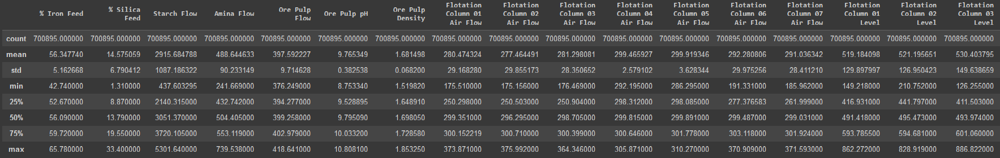 % Iron Feed % Silica Feed Starch Flow Amina Flow Ore Pulp Flow Ore Pulp pH Ore Pulp Density Flotation Column 01 Air Flow Flotation Column 02 Air Flow Flotation Column 03 Air Flow Flotation Column 04 Air Flow Flotation Column 05 Air Flow Flotation Column 06 Air Flow Flotation Column 07 Air Flow Flotation Column 01 Level Flotation Column 02 Level Flotation Column 03 Level
count 700895.000000 700895.000000 700895.000000 700895.000000 700895.000000 700895.000000 700895.000000 700895.000000 700895.000000 700895.000000 700895.000000 700895.000000 700895.000000 700895.000000 700895.000000 700895.000000 700895.000000
mean 56.347740 14.575059 2915.684788 488.644633 397.592227 9.765349 1.681498 280.474324 277.464491 281.298081 299.465927 299.919346 292.280806 291.036342 519.184098 521.195651 530.403795
std 5.162668 6.790412 1087.186322 90.233149 9.714628 0.382538 0.068200 29.168280 29.855173 28.350652 2.579102 3.628344 29.975256 28.411210 129.897997 126.950423 149.638659
min 42.740000 1.310000 437.603295 241.669000 376.249000 8.753340 1.519820 175.510000 175.156000 176.469000 292.195000 286.295000 191.331000 185.962000 149.218000 210.752000 126.255000
25% 52.670000 8.870000 2140.315000 432.742000 394.277000 9.528895 1.648910 250.298000 250.503000 250.904000 298.312000 298.085000 277.376583 261.999000 416.931000 441.797000 411.503000
50% 56.090000 13.790000 3051.370000 504.405000 399.258000 9.795090 1.698050 299.351000 296.295000 298.705000 299.815000 299.891000 299.487000 299.031000 491.418000 495.473000 493.974000
75% 59.720000 19.550000 3720.105000 553.119000 402.979000 10.033200 1.728580 300.152219 300.710000 300.399000 300.646000 301.778000 303.118000 301.924000 593.785500 594.681000 601.060000
max 65.780000 33.400000 5301.640000 739.538000 418.641000 10.808100 1.853250 373.871000 375.992000 364.346000 305.871000 310.270000 370.909000 371.593000 862.272000 828.919000 886.822000